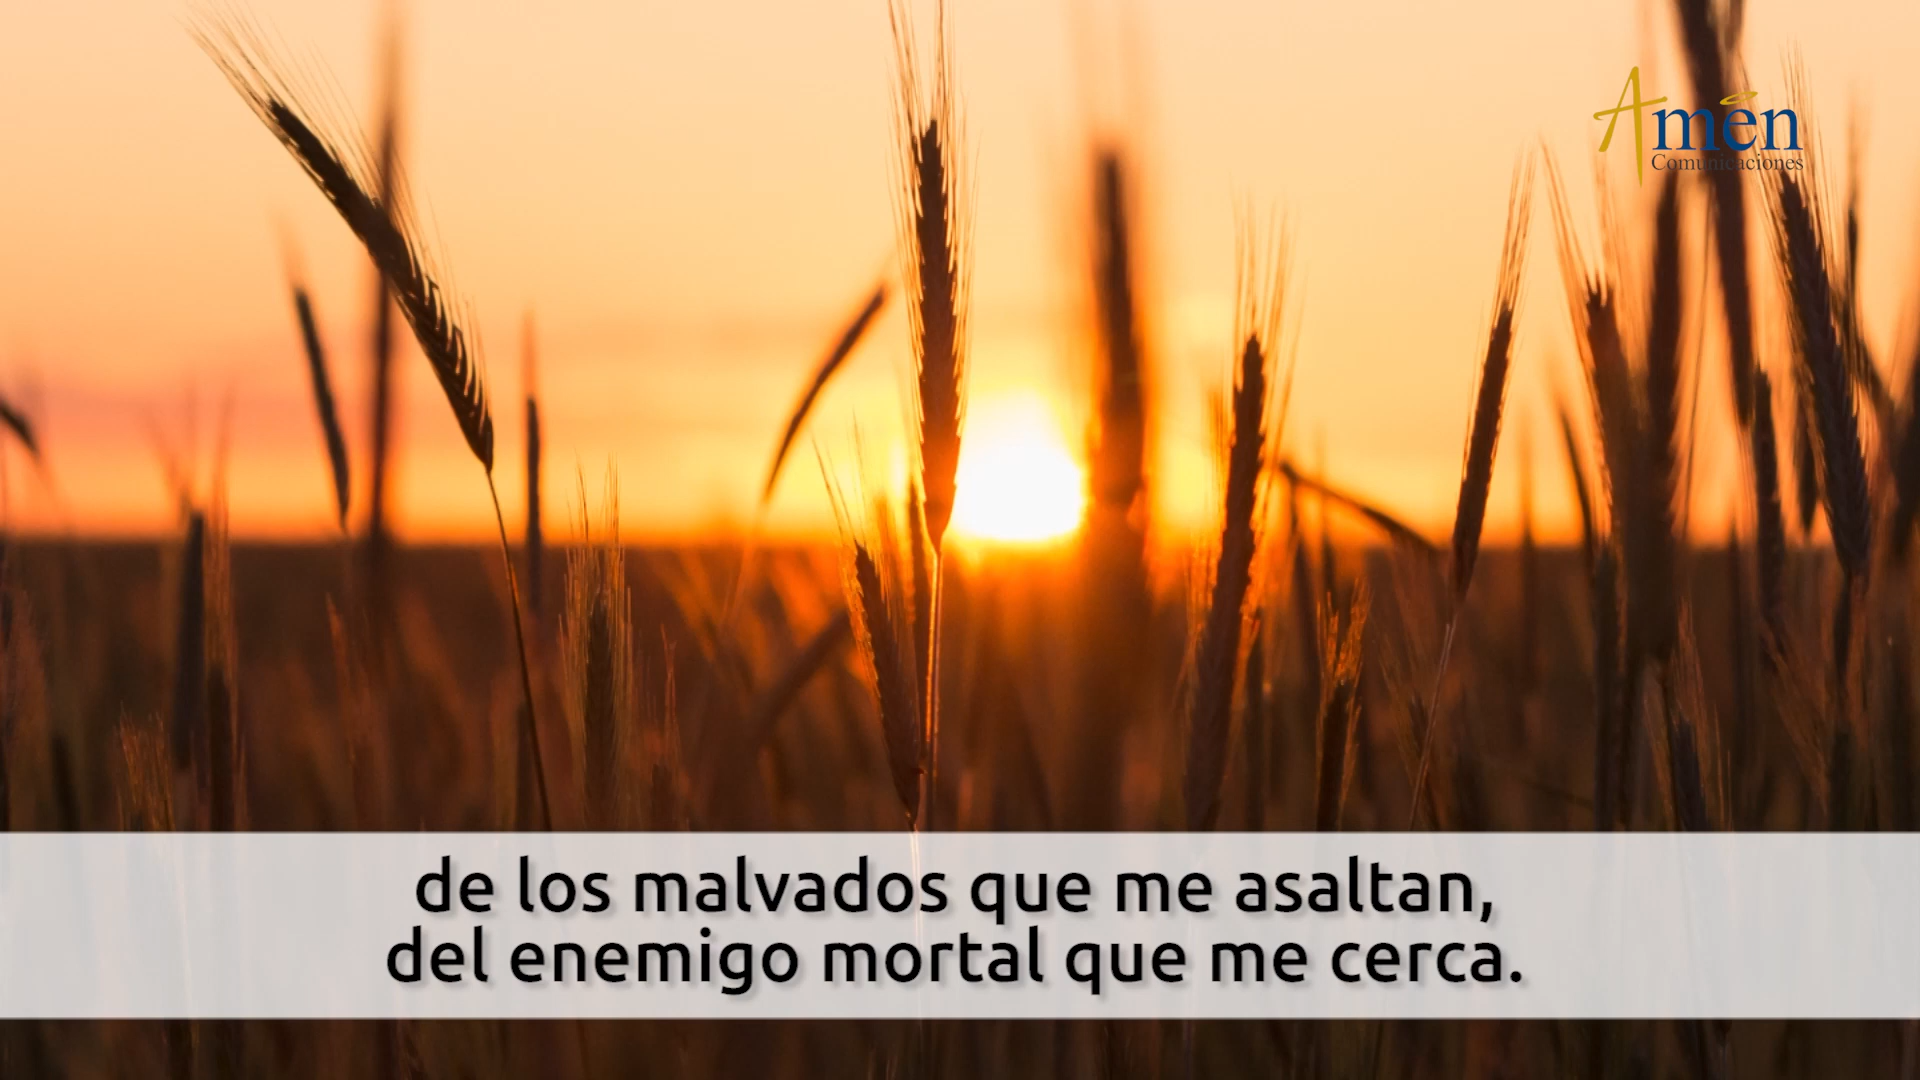 Amén
Comunicaciones
de los malvados que me asaltan,
del enemigo mortal que me cerca.